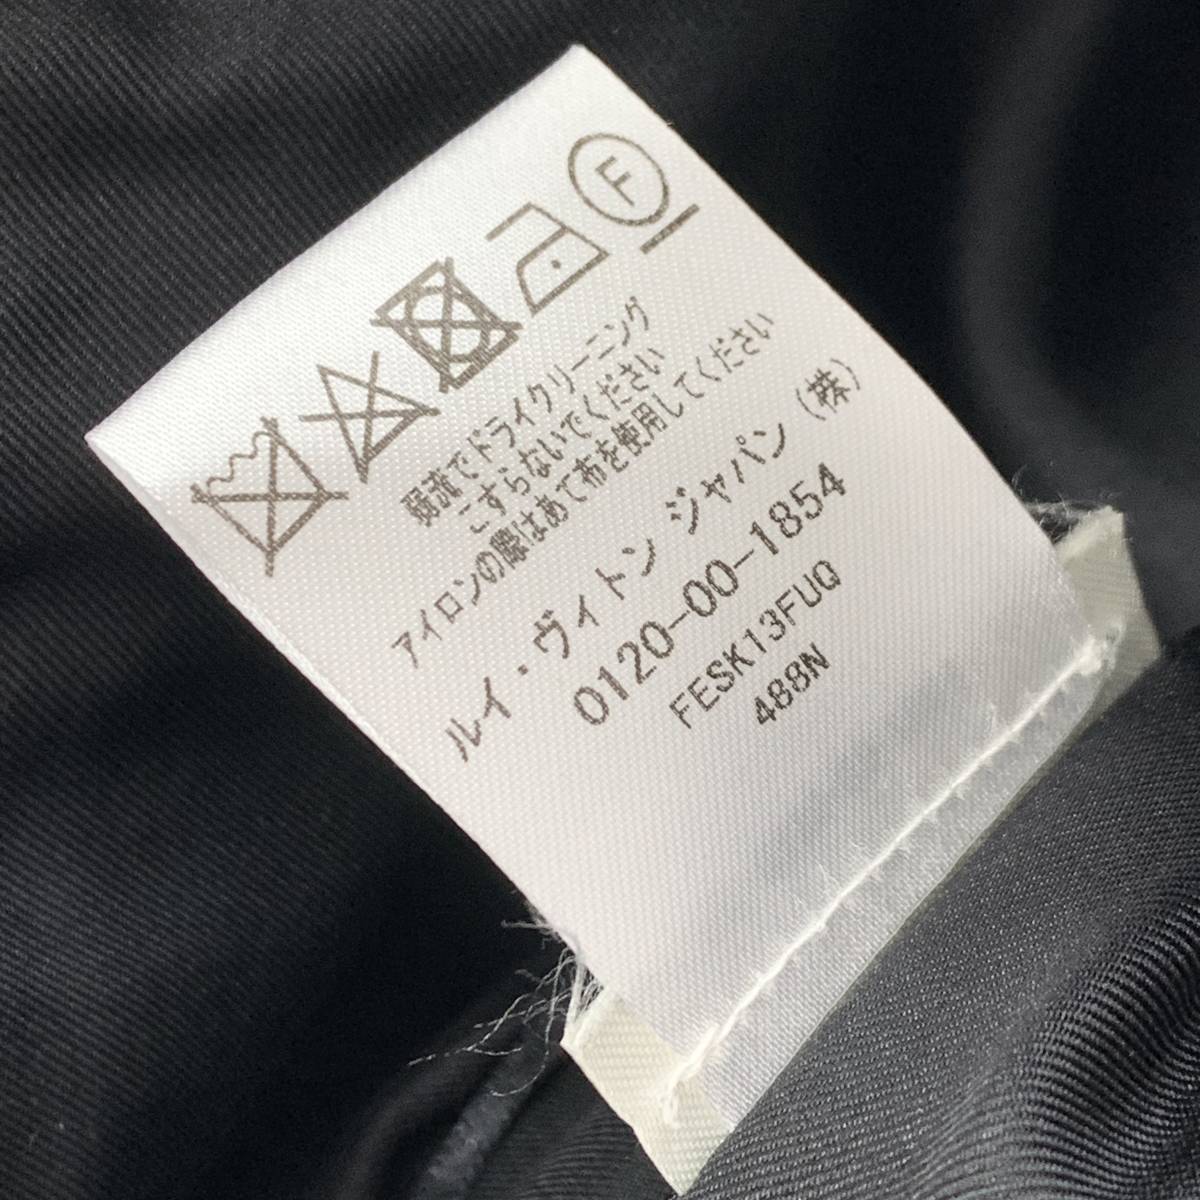 F
弱流でドライクリーニング
こすらないでください
アイロンの際はあて布を使用してください
ルイ・ヴィトン ジャパン (株)
0120-00-1854
FESK13FUQ
488N